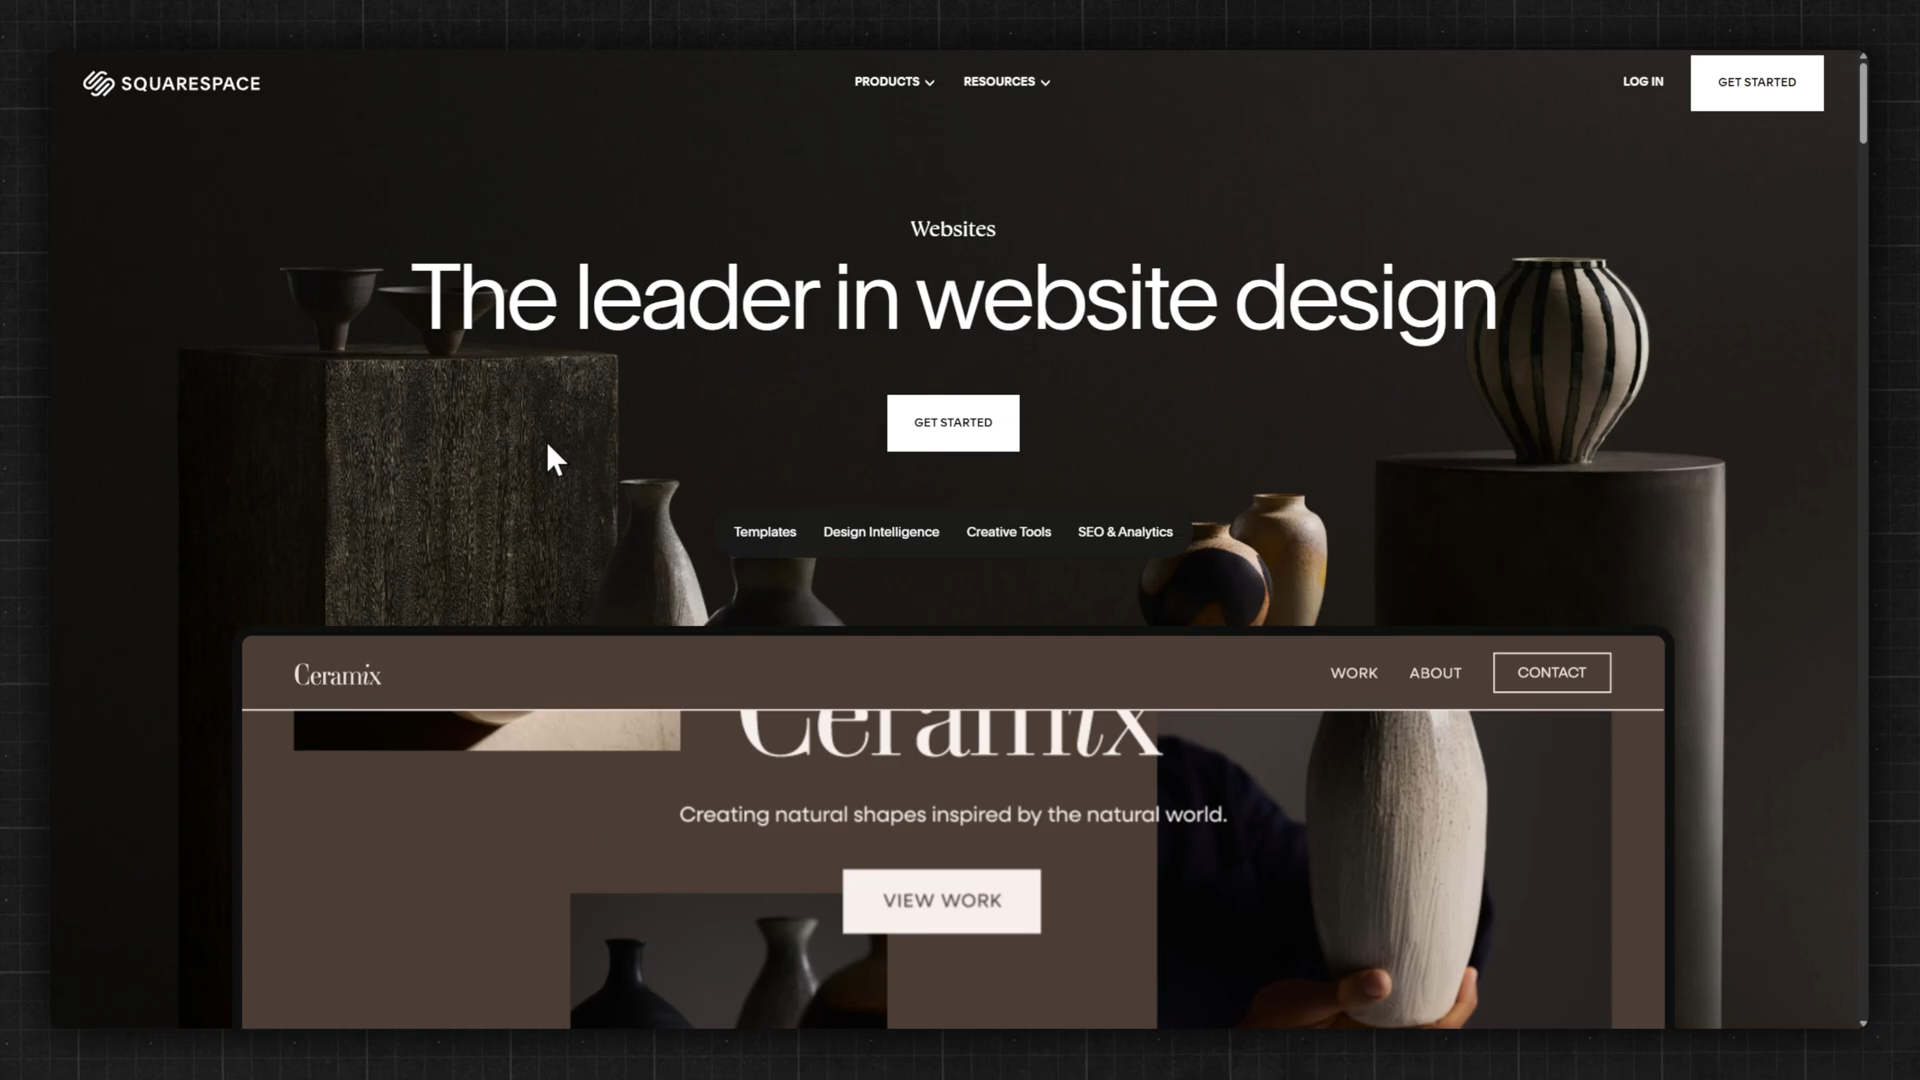 SQUARESPACE
PRODUCTS
RESOURCES
LOG IN
GET STARTED
Websites
The leader in website design
GET STARTED
Templates
Design Intelligence
Creative Tools
SEO & Analytics
Ceramix
WORK
ABOUT
CONTACT
Ceramix
Creating natural shapes inspired by the natural world.
VIEW WORK